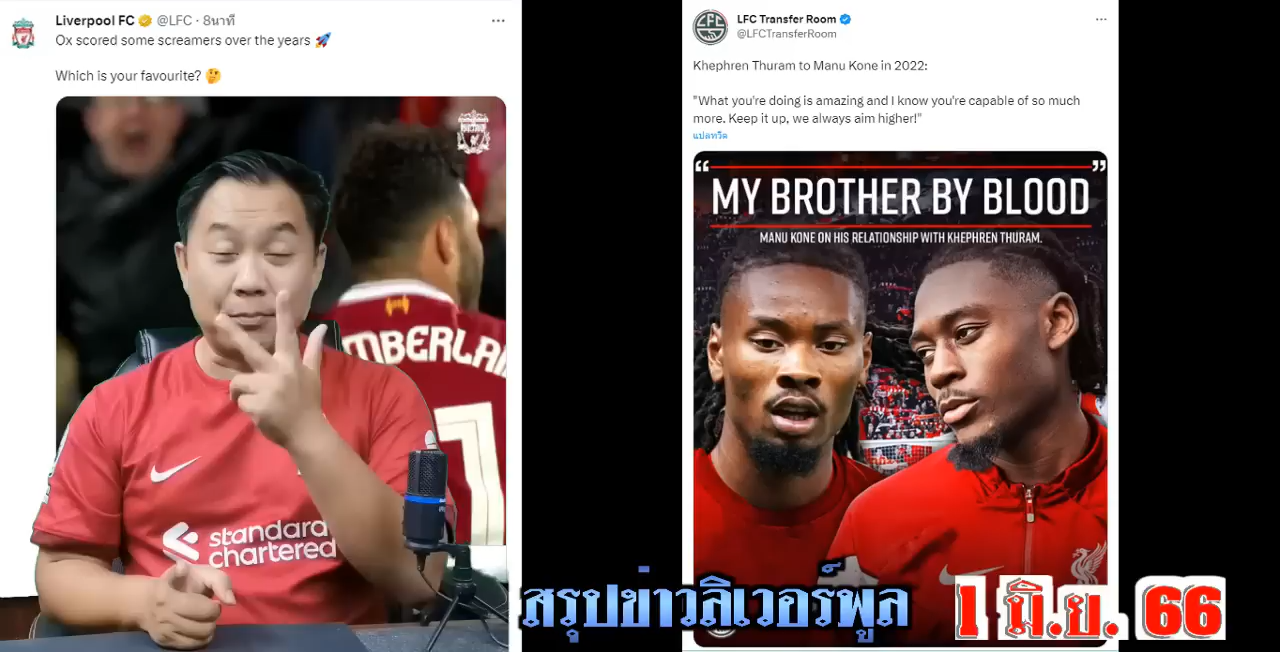 Liverpool FC @LFC · 8นาที
Ox scored some screamers over the years 🚀
Which is your favourite? 🤔
MBERLAI
1
standard
chartered
LFC Transfer Room
@LFCTransferRoom
Khephren Thuram to Manu Kone in 2022:
"What you're doing is amazing and I know you're capable of so much
more. Keep it up, we always aim higher!"
แปลทวีต
LFC
“ ”
MY BROTHER BY BLOOD
MANU KONE ON HIS RELATIONSHIP WITH KHEPHREN THURAM.
สรุปข่าวลิเวอร์พูล 1 มิ.ย. 66